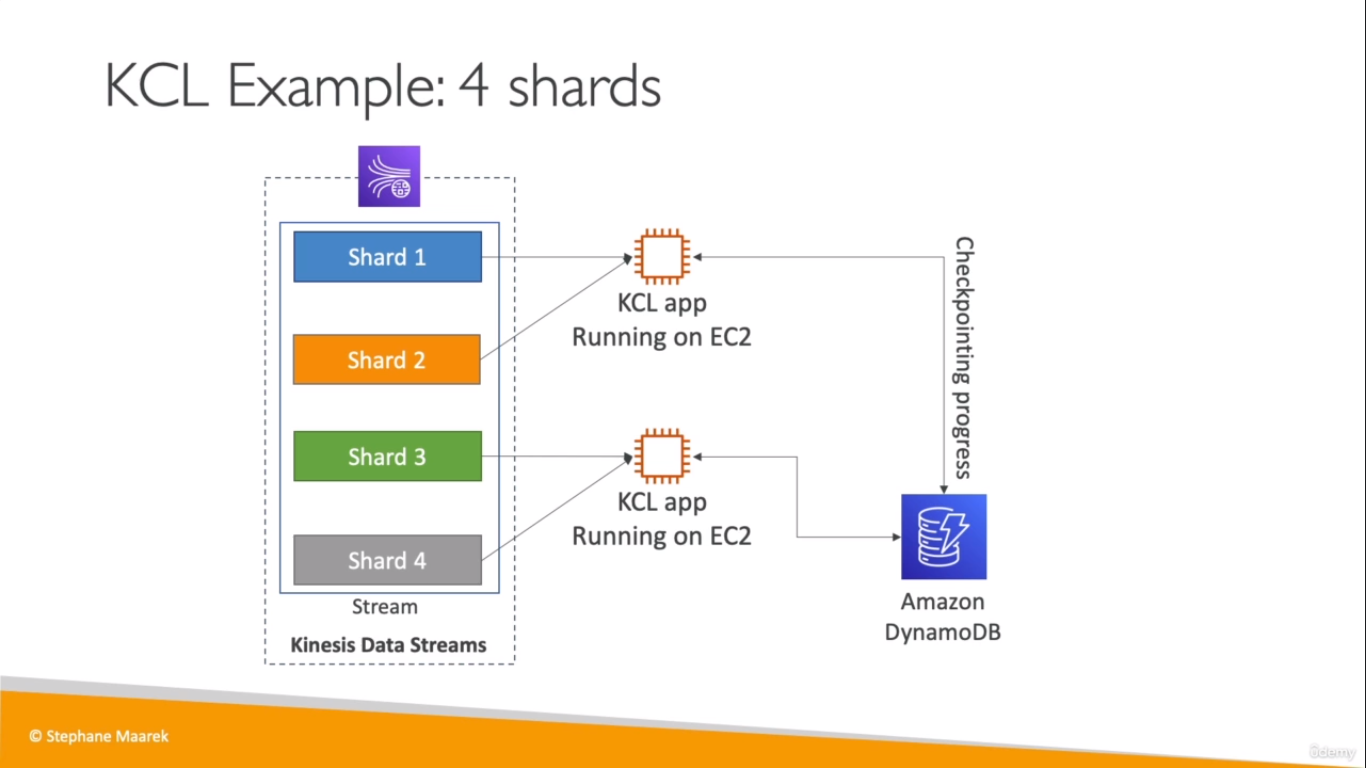 KCL Example: 4 shards
Shard 1
Shard 2
Shard 3
Shard 4
Stream
Kinesis Data Streams
KCL app
Running on EC2
KCL app
Running on EC2
Checkpointing progress
Amazon
DynamoDB
© Stephane Maarek
ûdemy